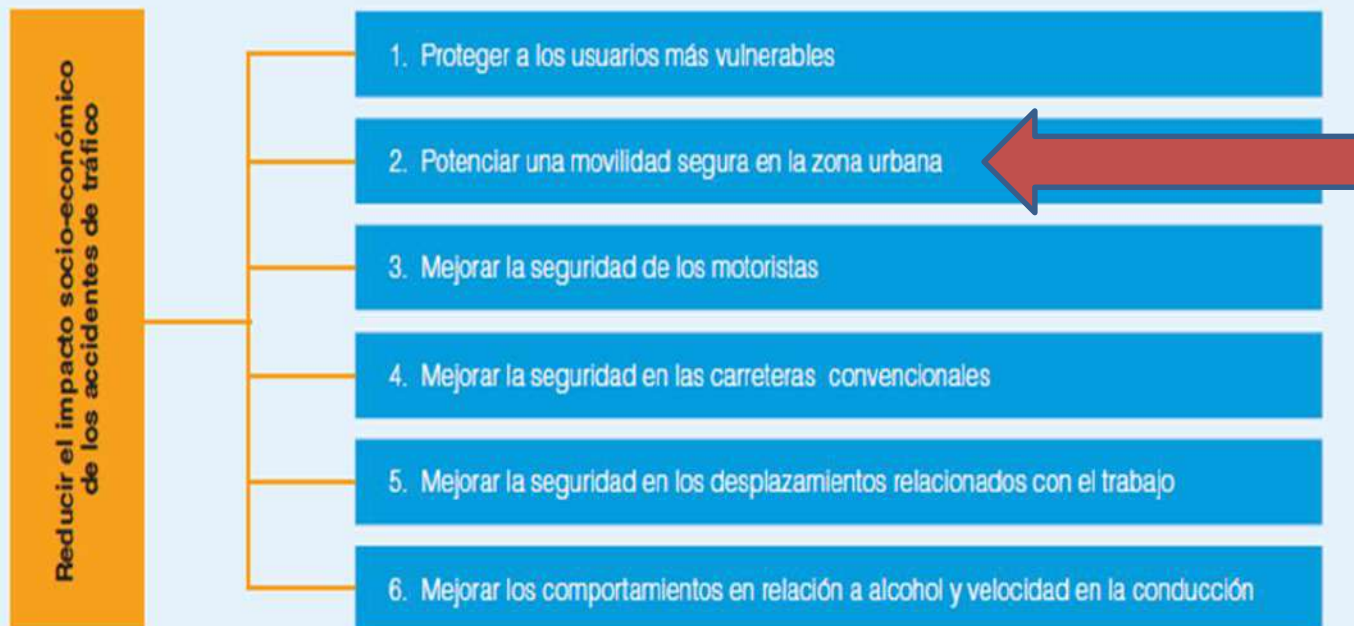 Reducir el impacto socio-económico
de los accidentes de tráfico
1. Proteger a los usuarios más vulnerables
2. Potenciar una movilidad segura en la zona urbana
3. Mejorar la seguridad de los motoristas
4. Mejorar la seguridad en las carreteras convencionales
5. Mejorar la seguridad en los desplazamientos relacionados con el trabajo
6. Mejorar los comportamientos en relación a alcohol y velocidad en la conducción